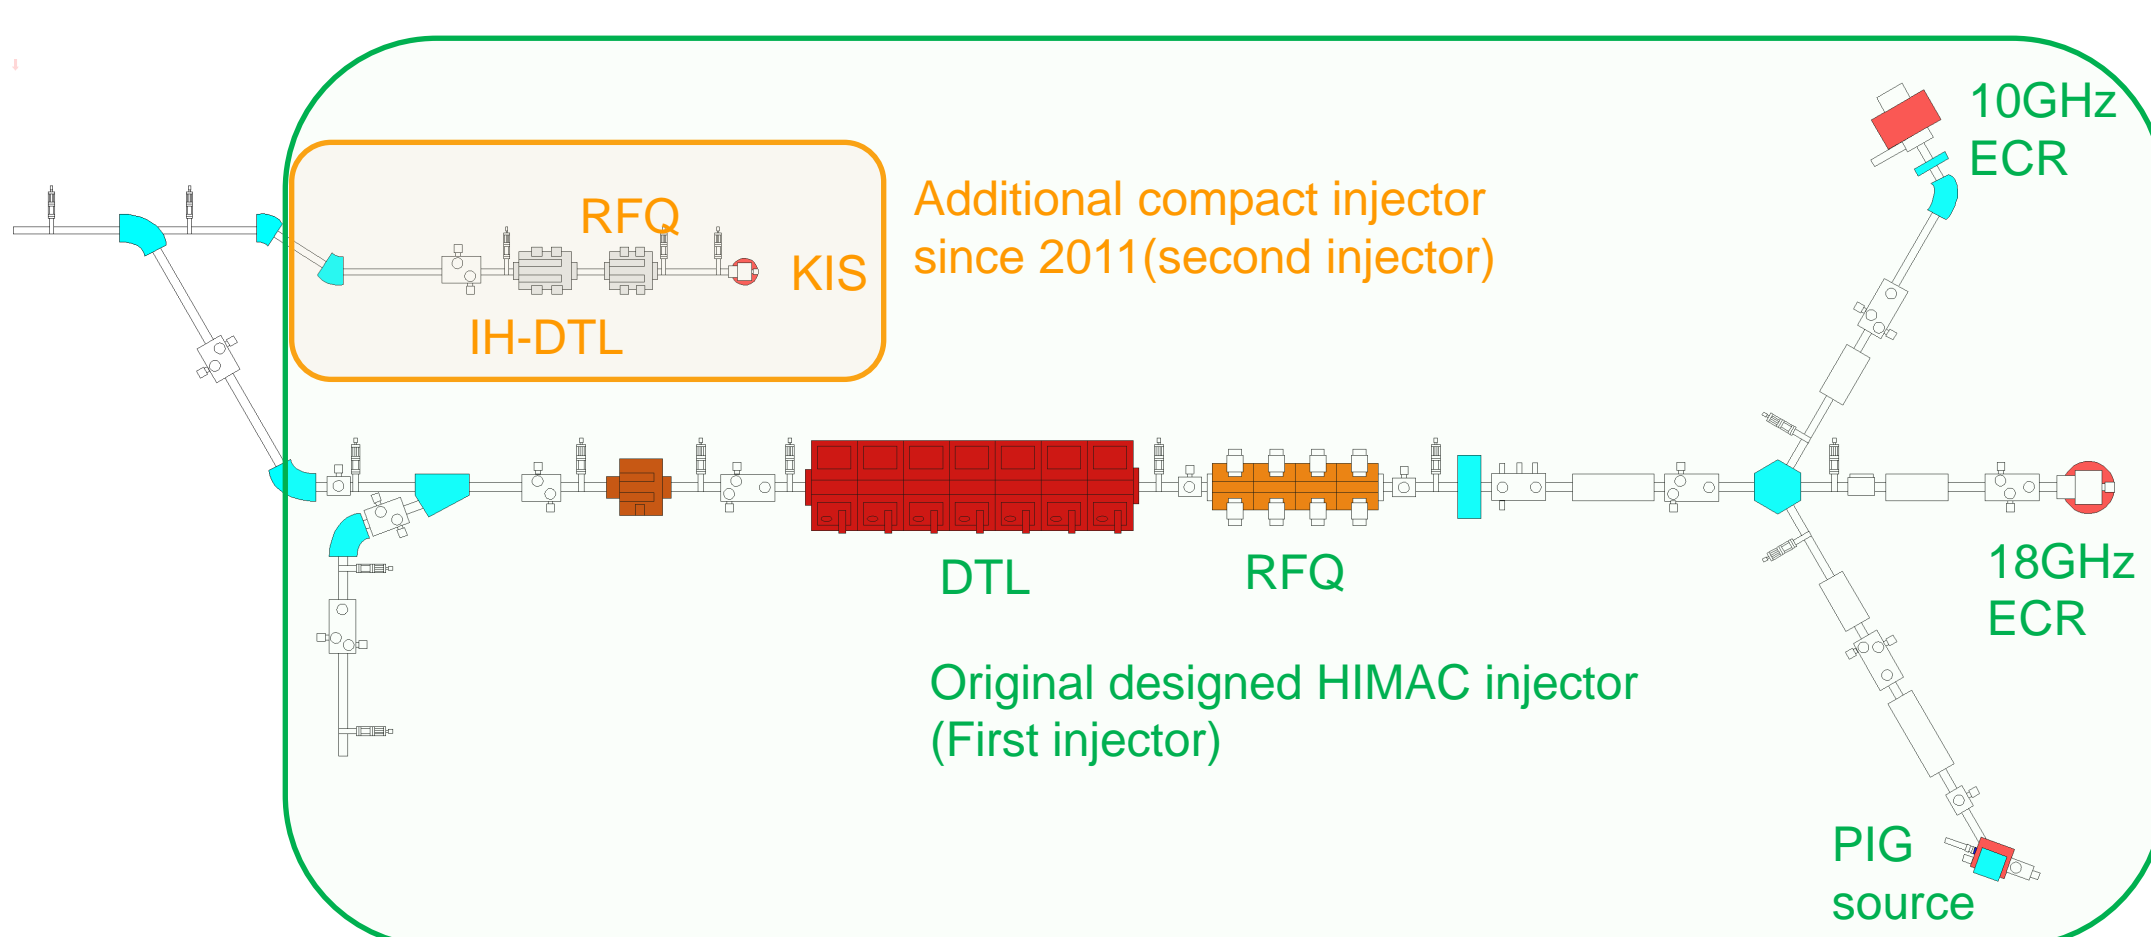 10GHz
ECR
RFQ
Additional compact injector
since 2011(second injector)
KIS
IH-DTL
DTL
RFQ
18GHz
ECR
Original designed HIMAC injector
(First injector)
PIG
source